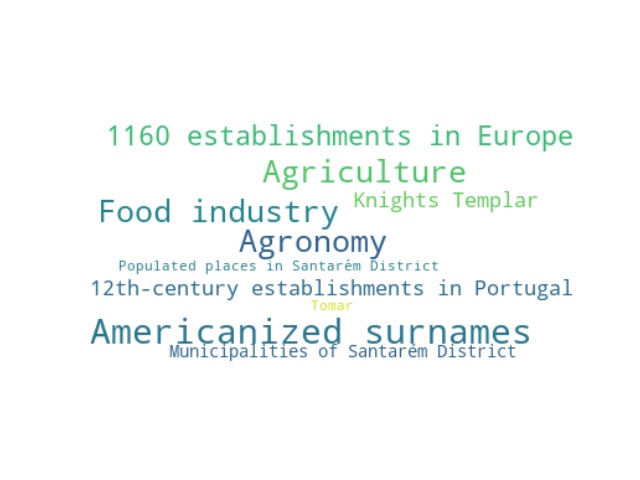 1160 establishments in Europe
Agriculture
Knights Templar
Food industry
Agronomy
Populated places in Santarém District
12th-century establishments in Portugal
Tomar
Americanized surnames
Municipalities of Santarém District